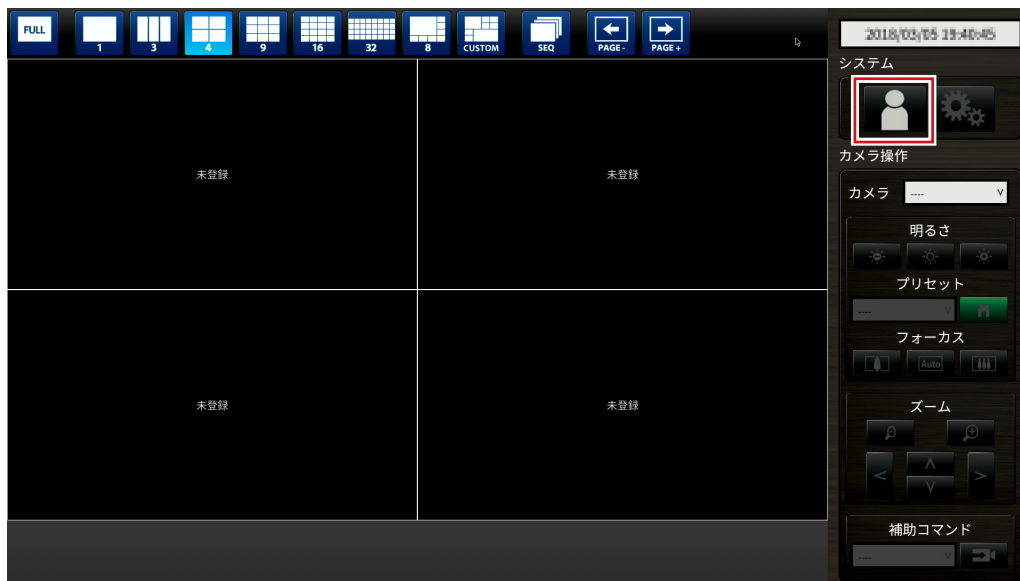 FULL
1
3
4
9
16
32
8
CUSTOM
SEQ
PAGE-
PAGE+
2018/03/05 19:40:45
システム
カメラ操作
カメラ
----
明るさ
プリセット
----
フォーカス
Auto
ズーム
補助コマンド
----
未登録
未登録
未登録
未登録